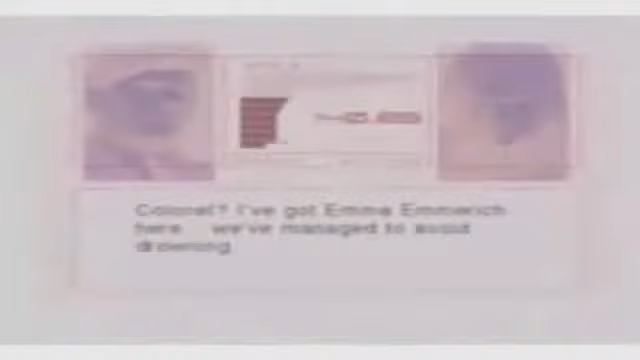 Colonel? I've got Emma Emmerich
here we've managed to avoid
drowning